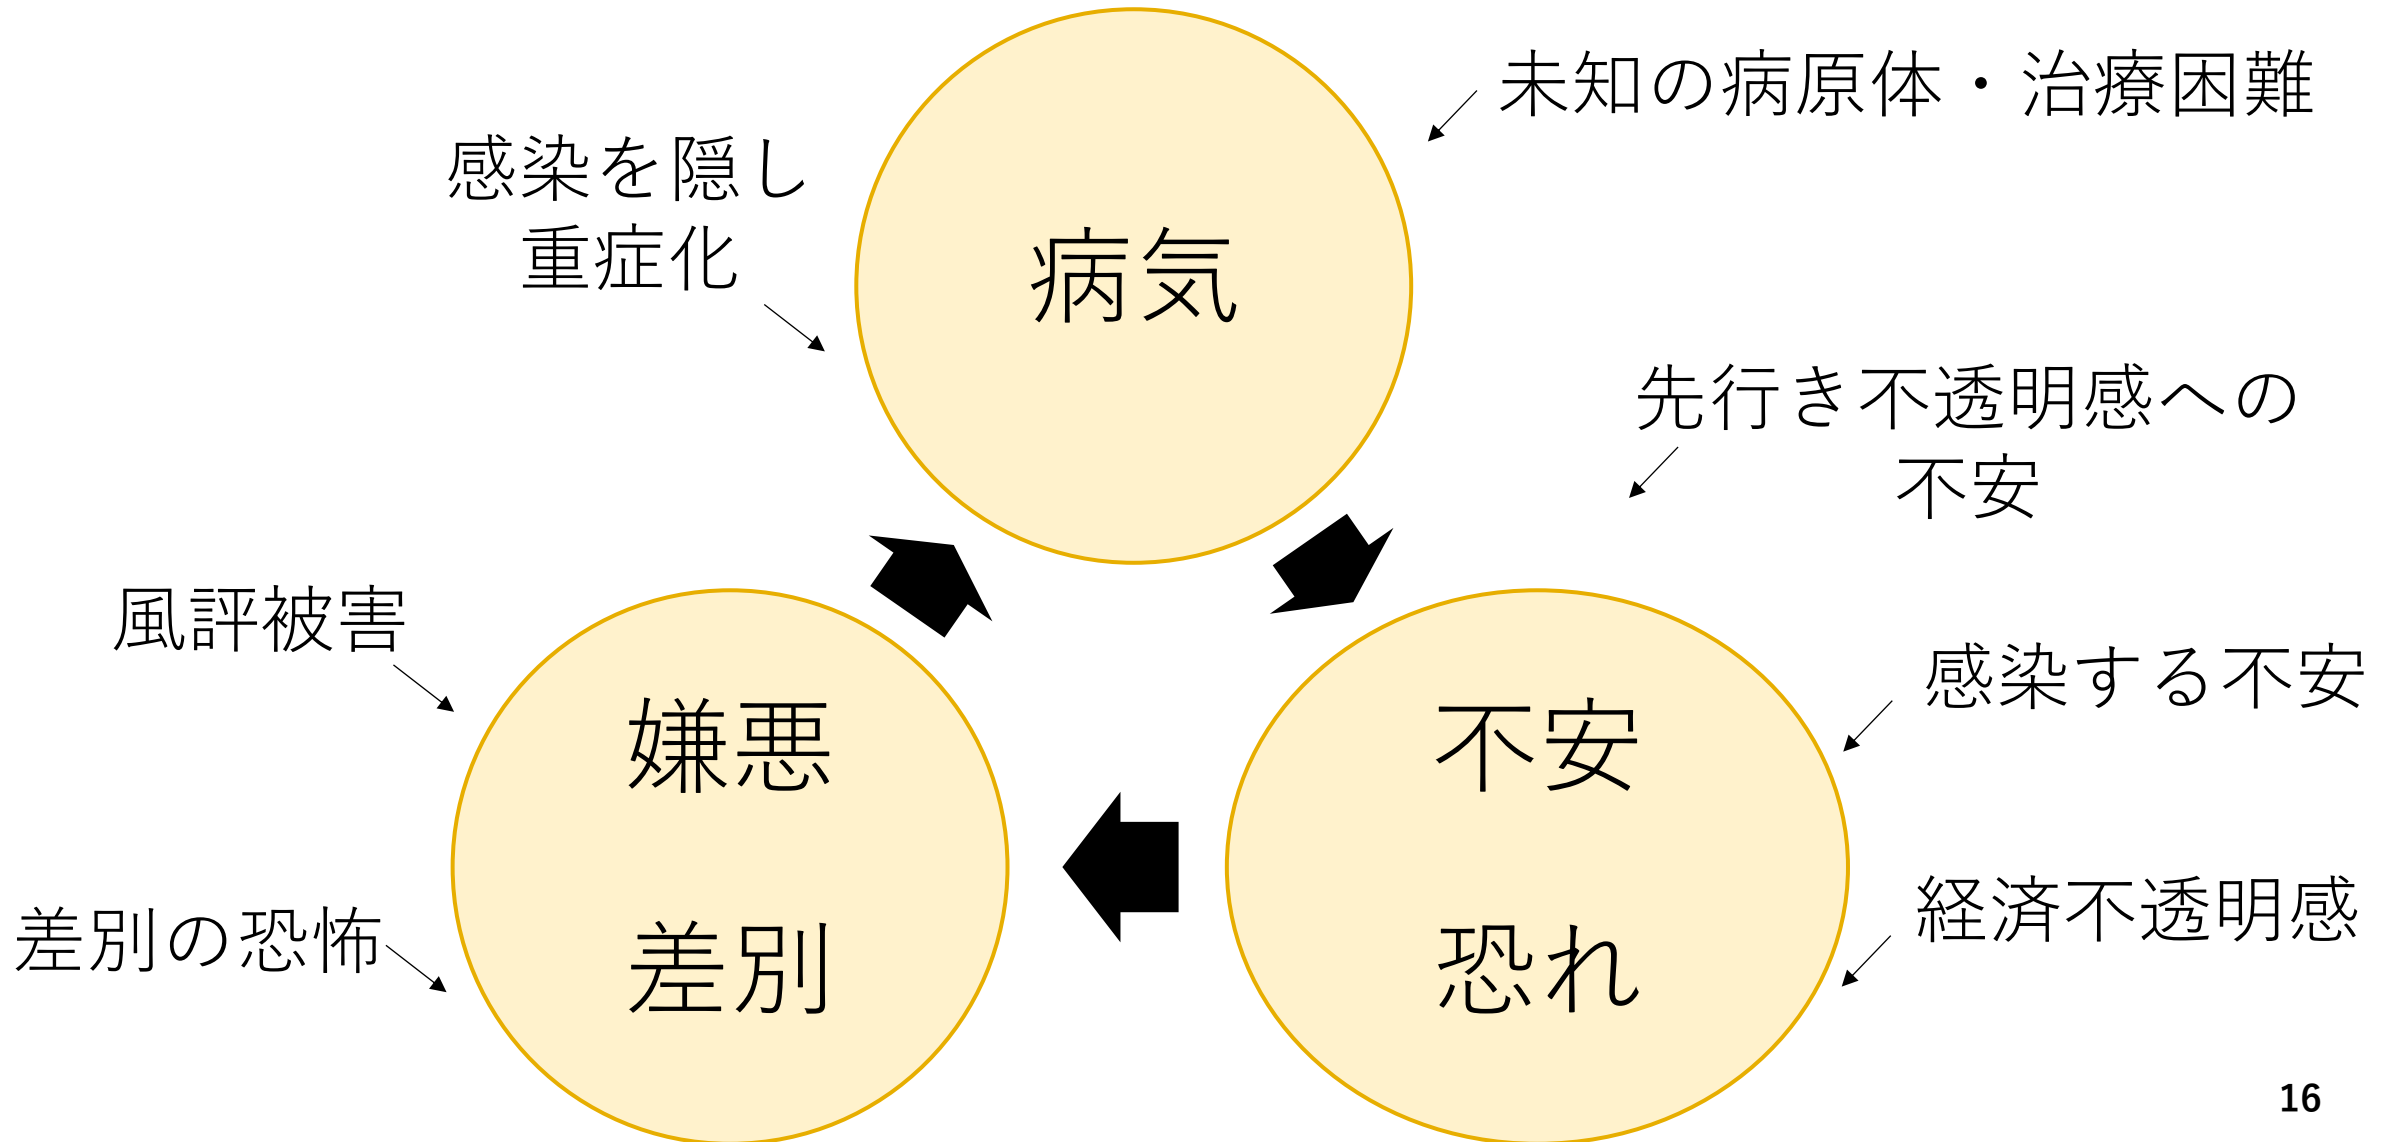 未知の病原体・治療困難
感染を隠し
重症化
病気
先行き不透明感への
不安
風評被害
感染する不安
嫌悪
差別
不安
恐れ
経済不透明感
差別の恐怖
16